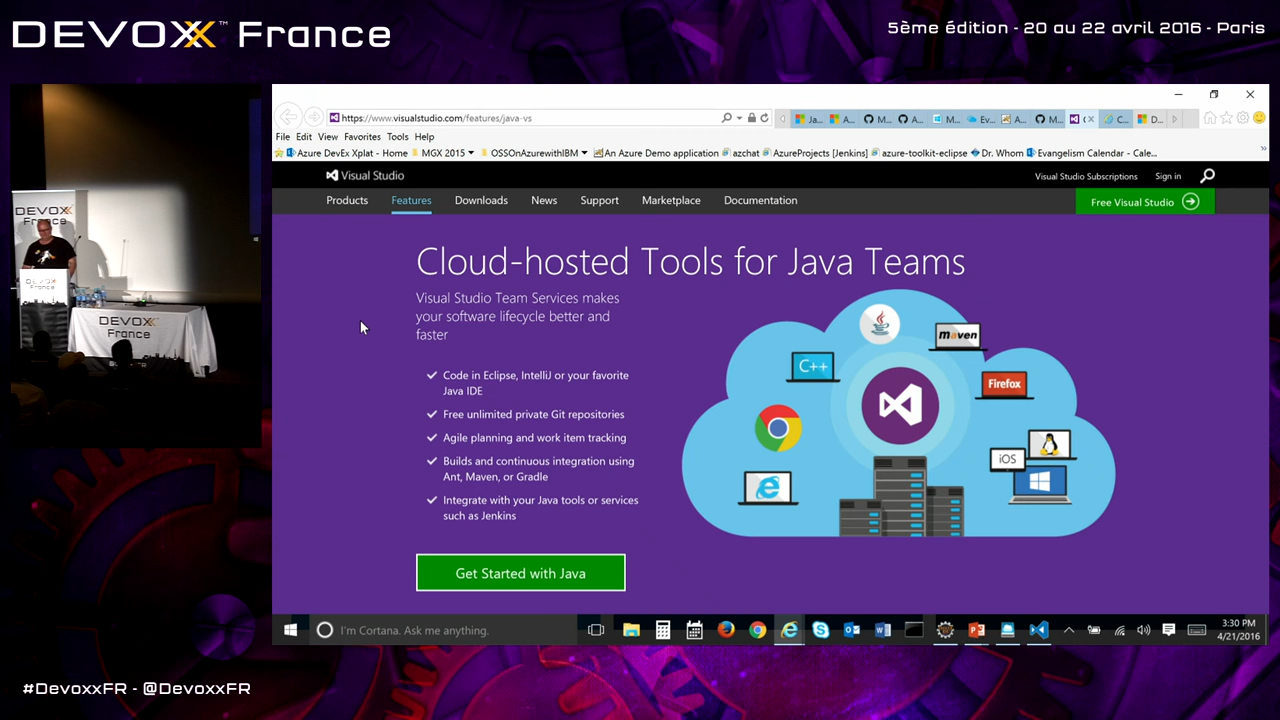 DEVOXX™ France
5ème édition - 20 au 22 avril 2016 - Paris
https://www.visualstudio.com/features/java-vs
Ja...
A...
M...
A...
M...
Ev...
A...
M...
C
C...
D...
File Edit View Favorites Tools Help
Azure DevEx Xplat - Home MGX 2015 OSSOnAzurewithIBM An Azure Demo application azchat AzureProjects [Jenkins] azure-toolkit-eclipse Dr. Whom Evangelism Calendar - Cale...
Visual Studio
Visual Studio Subscriptions Sign in
Products Features Downloads News Support Marketplace Documentation
Free Visual Studio
Cloud-hosted Tools for Java Teams
Visual Studio Team Services makes
your software lifecycle better and
faster
Code in Eclipse, IntelliJ or your favorite
Java IDE
Free unlimited private Git repositories
Agile planning and work item tracking
Builds and continuous integration using
Ant, Maven, or Gradle
Integrate with your Java tools or services
such as Jenkins
Get Started with Java
maven
C++
Firefox
iOS
DEVOXX
France
DEVOXX
France
I'm Cortana. Ask me anything.
3:30 PM
4/21/2016
#DevoxxFR - @DevoxxFR